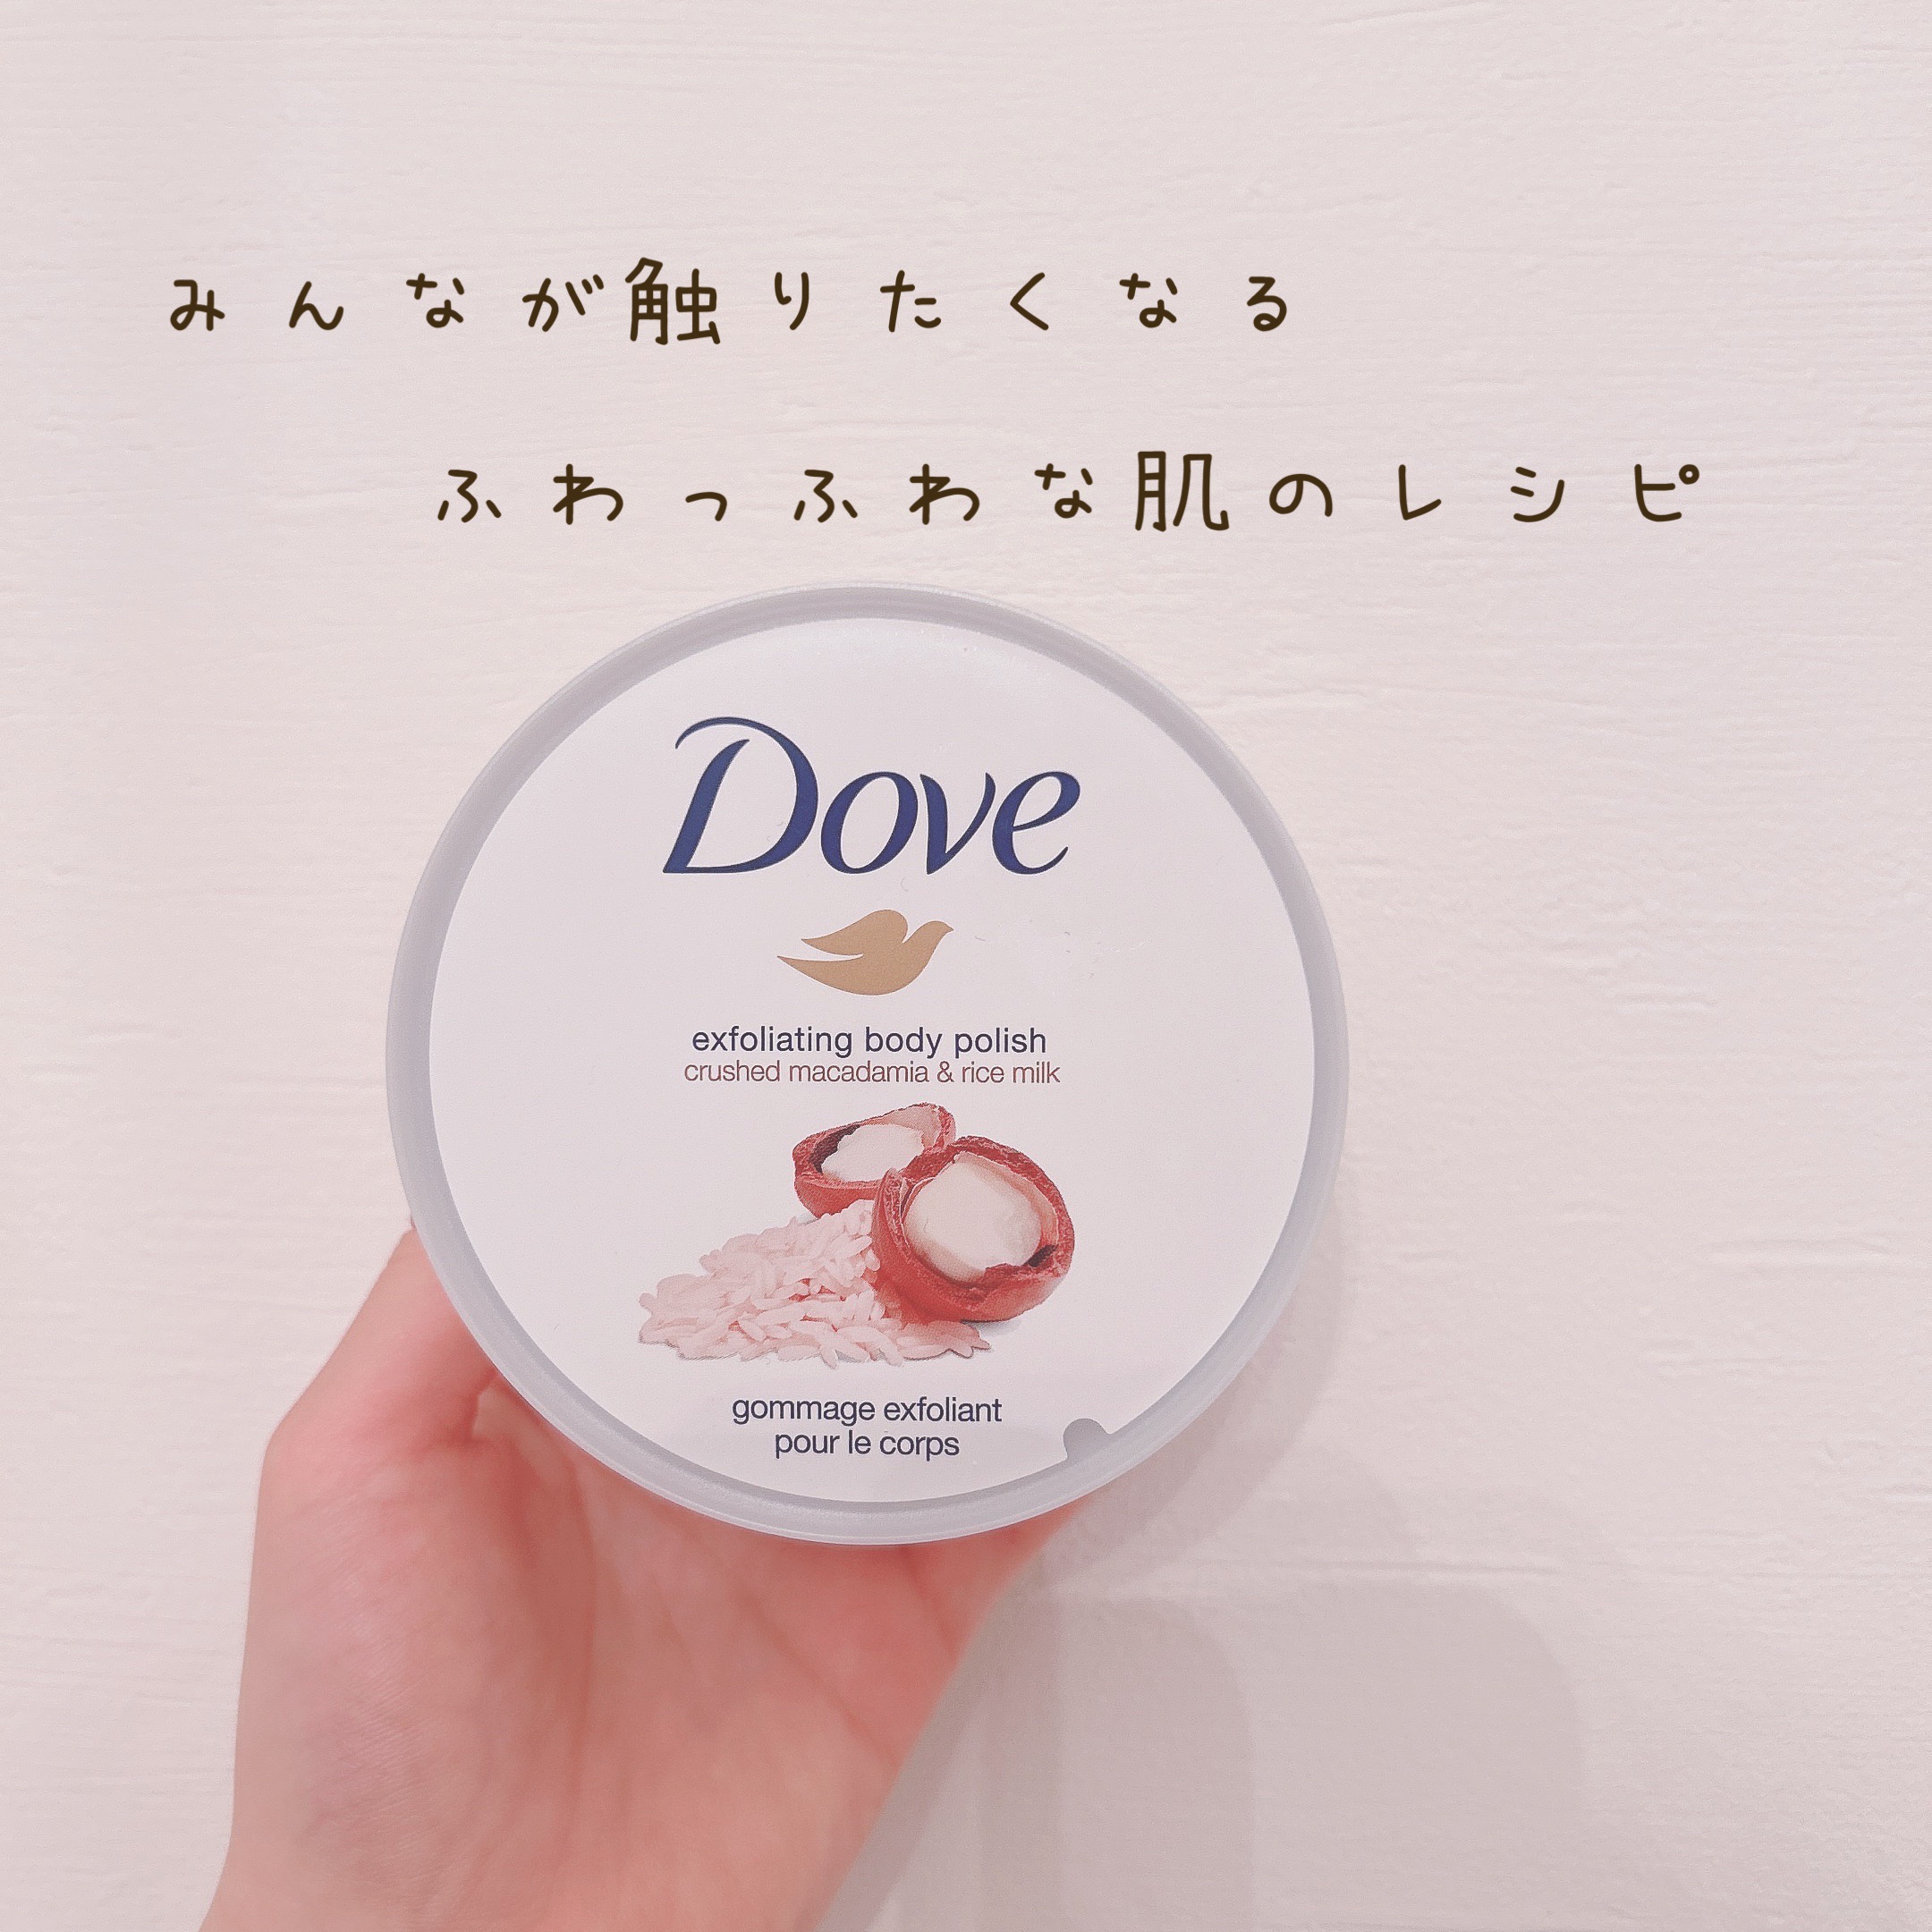 みんなが触りたくなる
ふわっふわな肌のレシピ
Dove
exfoliating body polish
crushed macadamia & rice milk
gommage exfoliant
pour le corps